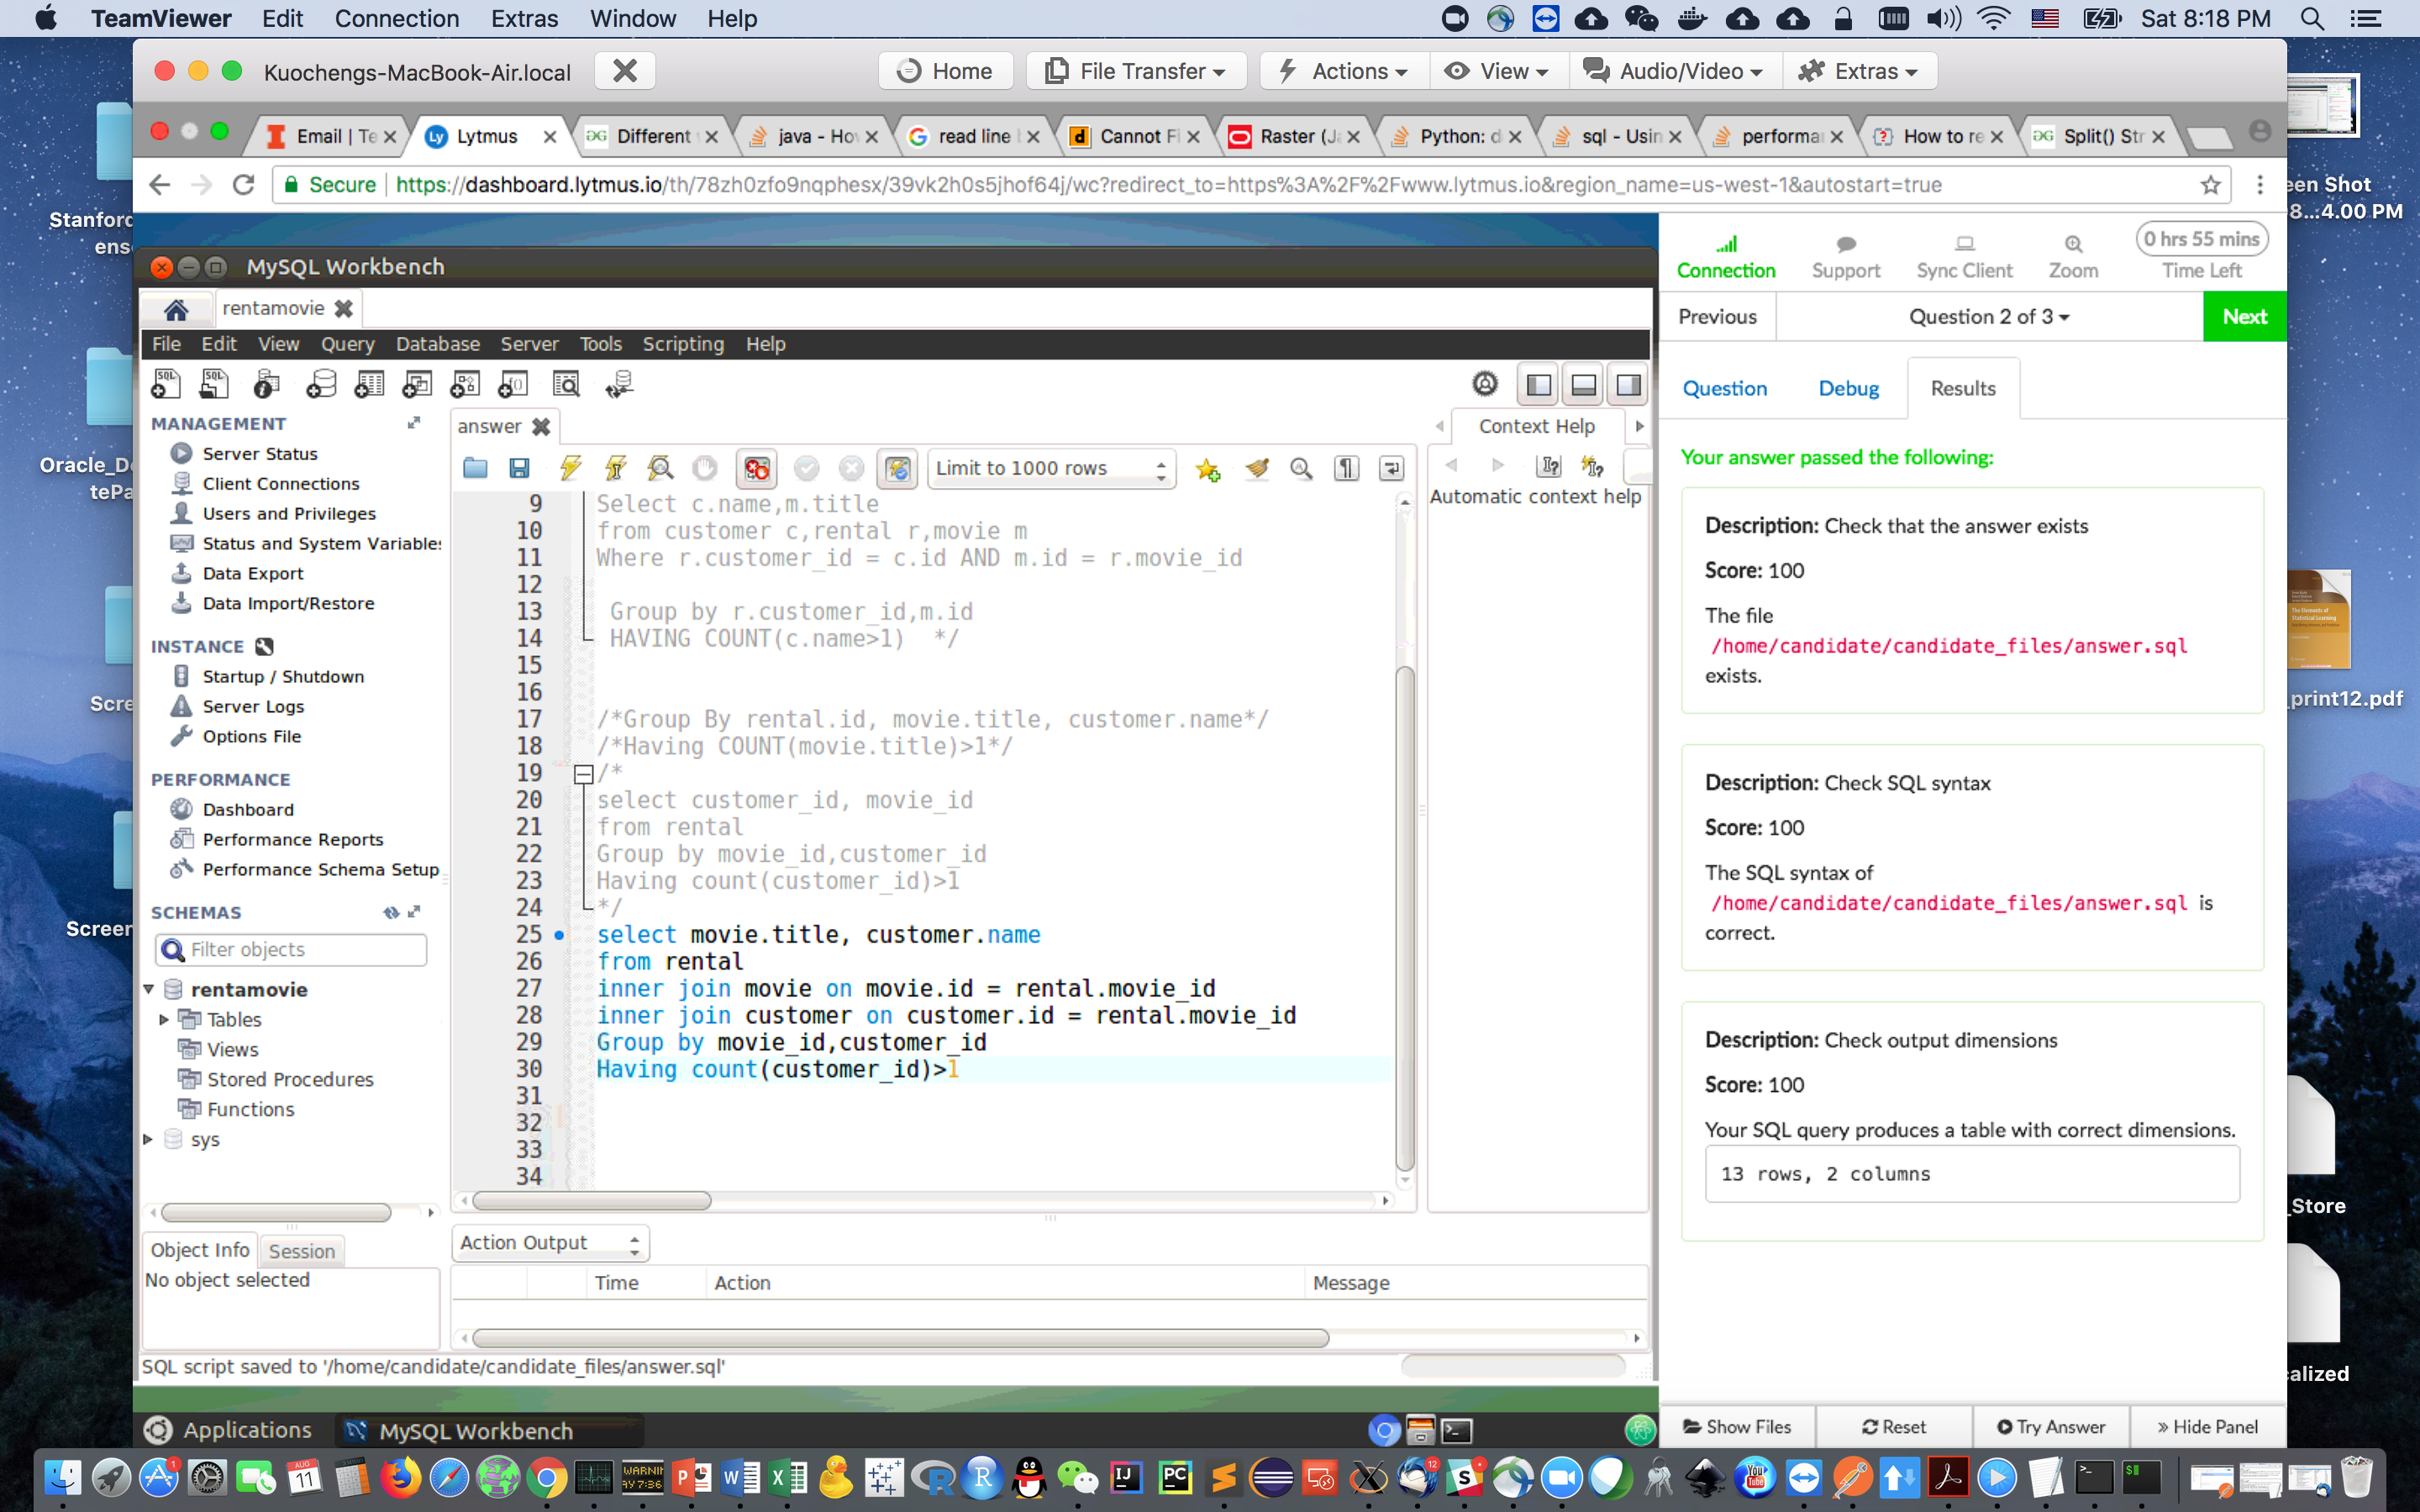 TeamViewer Edit Connection Extras Window Help
Sat 8:18 PM
Kuochengs-MacBook-Air.local
Home File Transfer Actions View Audio/Video Extras
Email | Te Lytmus Different java - Hov read line Cannot Fi Raster (J Python: d sql - Usin performa How to re Split() Str
Secure https://dashboard.lytmus.io/th/78zh0zfo9nqphesx/39vk2h0s5jhof64j/wc?redirect_to=https%3A%2F%2Fwww.lytmus.io&region_name=us-west-1&autostart=true
een Shot
8...4.00 PM
Stanford
ens
Oracle_D
tePa
Scre
Screer
print12.pdf
_Store
alized
MySQL Workbench
rentamovie
File Edit View Query Database Server Tools Scripting Help
MANAGEMENT
Server Status
Client Connections
Users and Privileges
Status and System Variable
Data Export
Data Import/Restore
INSTANCE
Startup / Shutdown
Server Logs
Options File
PERFORMANCE
Dashboard
Performance Reports
Performance Schema Setup
SCHEMAS
Filter objects
rentamovie
Tables
Views
Stored Procedures
Functions
sys
Object Info Session
No object selected
answer
Limit to 1000 rows
9 Select c.name,m.title
10 from customer c,rental r,movie m
11 Where r.customer_id = c.id AND m.id = r.movie_id
12
13 Group by r.customer_id,m.id
14 HAVING COUNT(c.name>1) */
15
16
17 /*Group By rental.id, movie.title, customer.name*/
18 /*Having COUNT(movie.title)>1*/
19 /*
20 select customer_id, movie_id
21 from rental
22 Group by movie_id,customer_id
23 Having count(customer_id)>1
24 */
25 select movie.title, customer.name
26 from rental
27 inner join movie on movie.id = rental.movie_id
28 inner join customer on customer.id = rental.movie_id
29 Group by movie_id,customer_id
30 Having count(customer_id)>1
31
32
33
34
Context Help
Automatic context help
Action Output
Time Action Message
SQL script saved to '/home/candidate/candidate_files/answer.sql'
Applications MySQL Workbench
Connection Support Sync Client Zoom
0 hrs 55 mins
Time Left
Previous Question 2 of 3 Next
Question Debug Results
Your answer passed the following:
Description: Check that the answer exists
Score: 100
The file
/home/candidate/candidate_files/answer.sql
exists.
Description: Check SQL syntax
Score: 100
The SQL syntax of
/home/candidate/candidate_files/answer.sql is
correct.
Description: Check output dimensions
Score: 100
Your SQL query produces a table with correct dimensions.
13 rows, 2 columns
Show Files Reset Try Answer Hide Panel